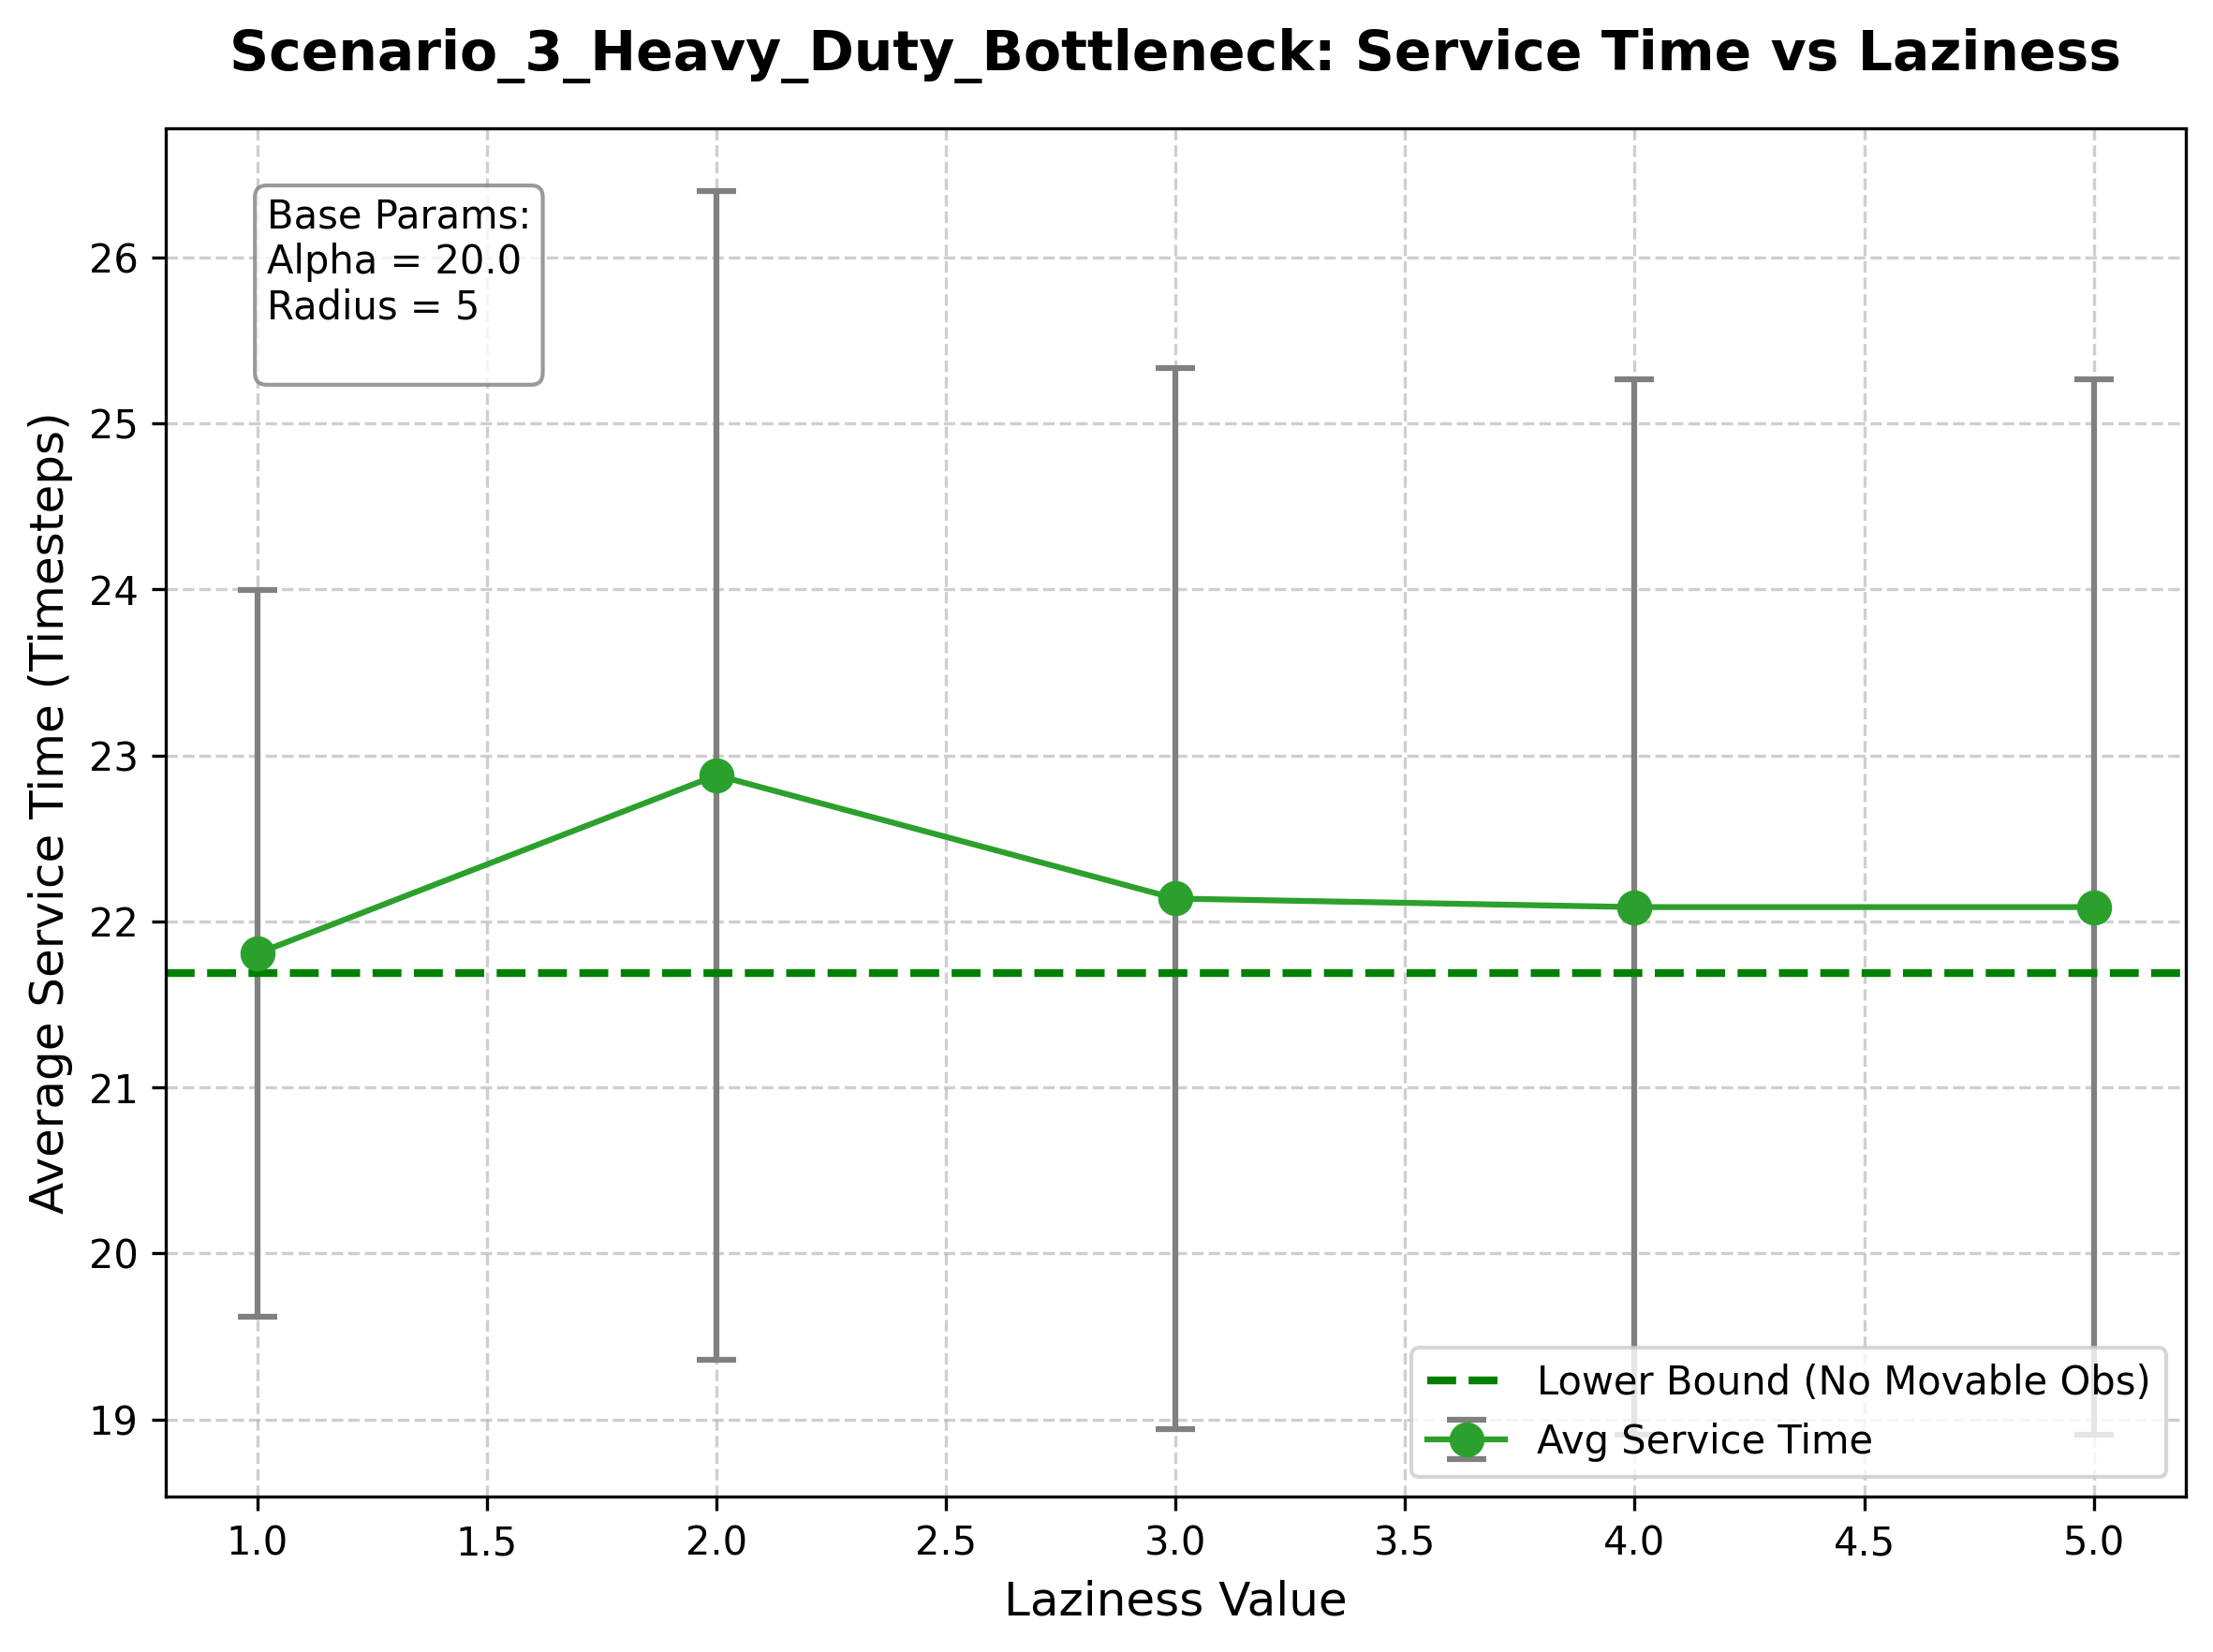 Scenario_3_Heavy_Duty_Bottleneck: Service Time vs Laziness
Base Params:
Alpha = 20.0
Radius = 5
Average Service Time (Timesteps)
26
25
24
23
22
21
20
19
Lower Bound (No Movable Obs)
Avg Service Time
1.0 1.5 2.0 2.5 3.0 3.5 4.0 4.5 5.0
Laziness Value